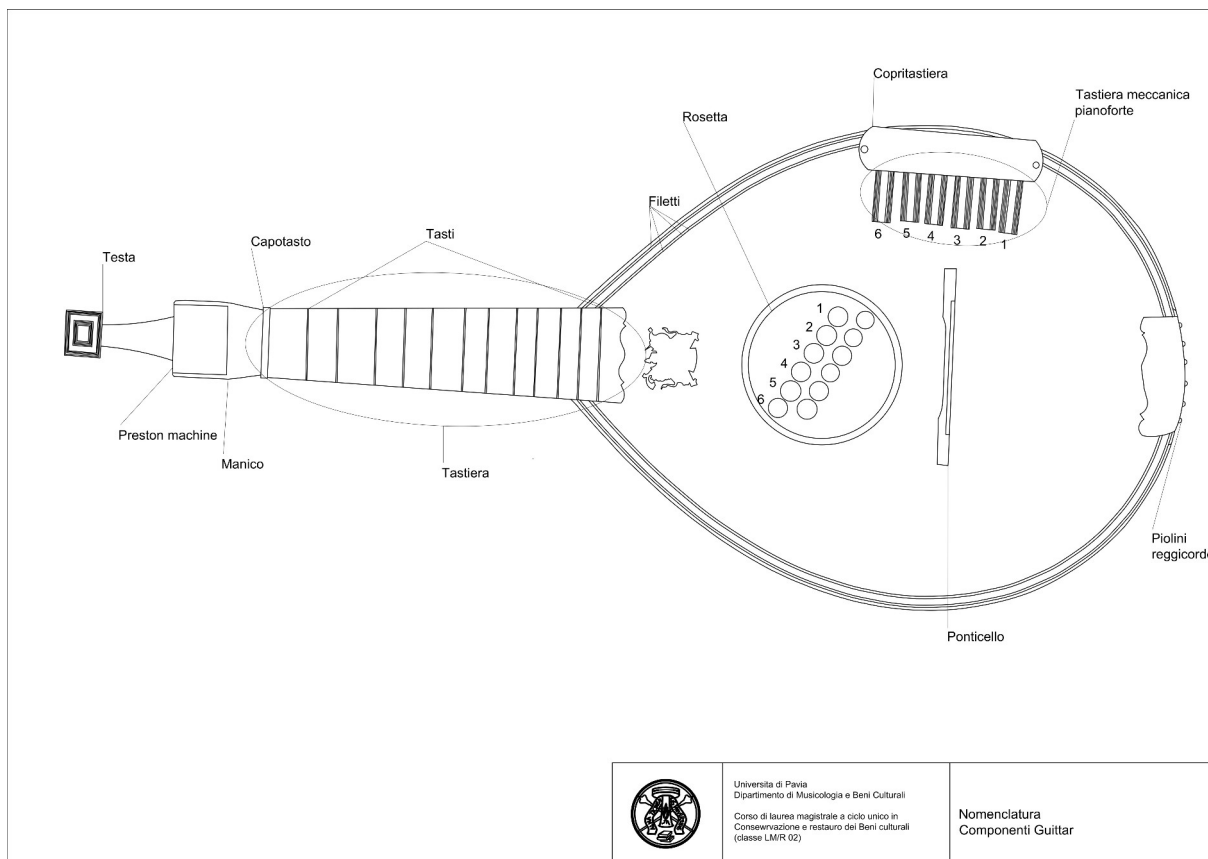 Copritastiera
Tastiera meccanica
pianoforte
Rosetta
Filetti
Tasti
Capotasto
Testa
6 5 4 3 2 1
1
2
3
4
5
6
Preston machine
Manico
Tastiera
Piolini
reggicorde
Ponticello
Universita di Pavia
Dipartimento di Musicologia e Beni Culturali
Corso di laurea magistrale a ciclo unico in
Consewrvazione e restauro dei Beni culturali
(classe LM/R 02)
Nomenclatura
Componenti Guittar